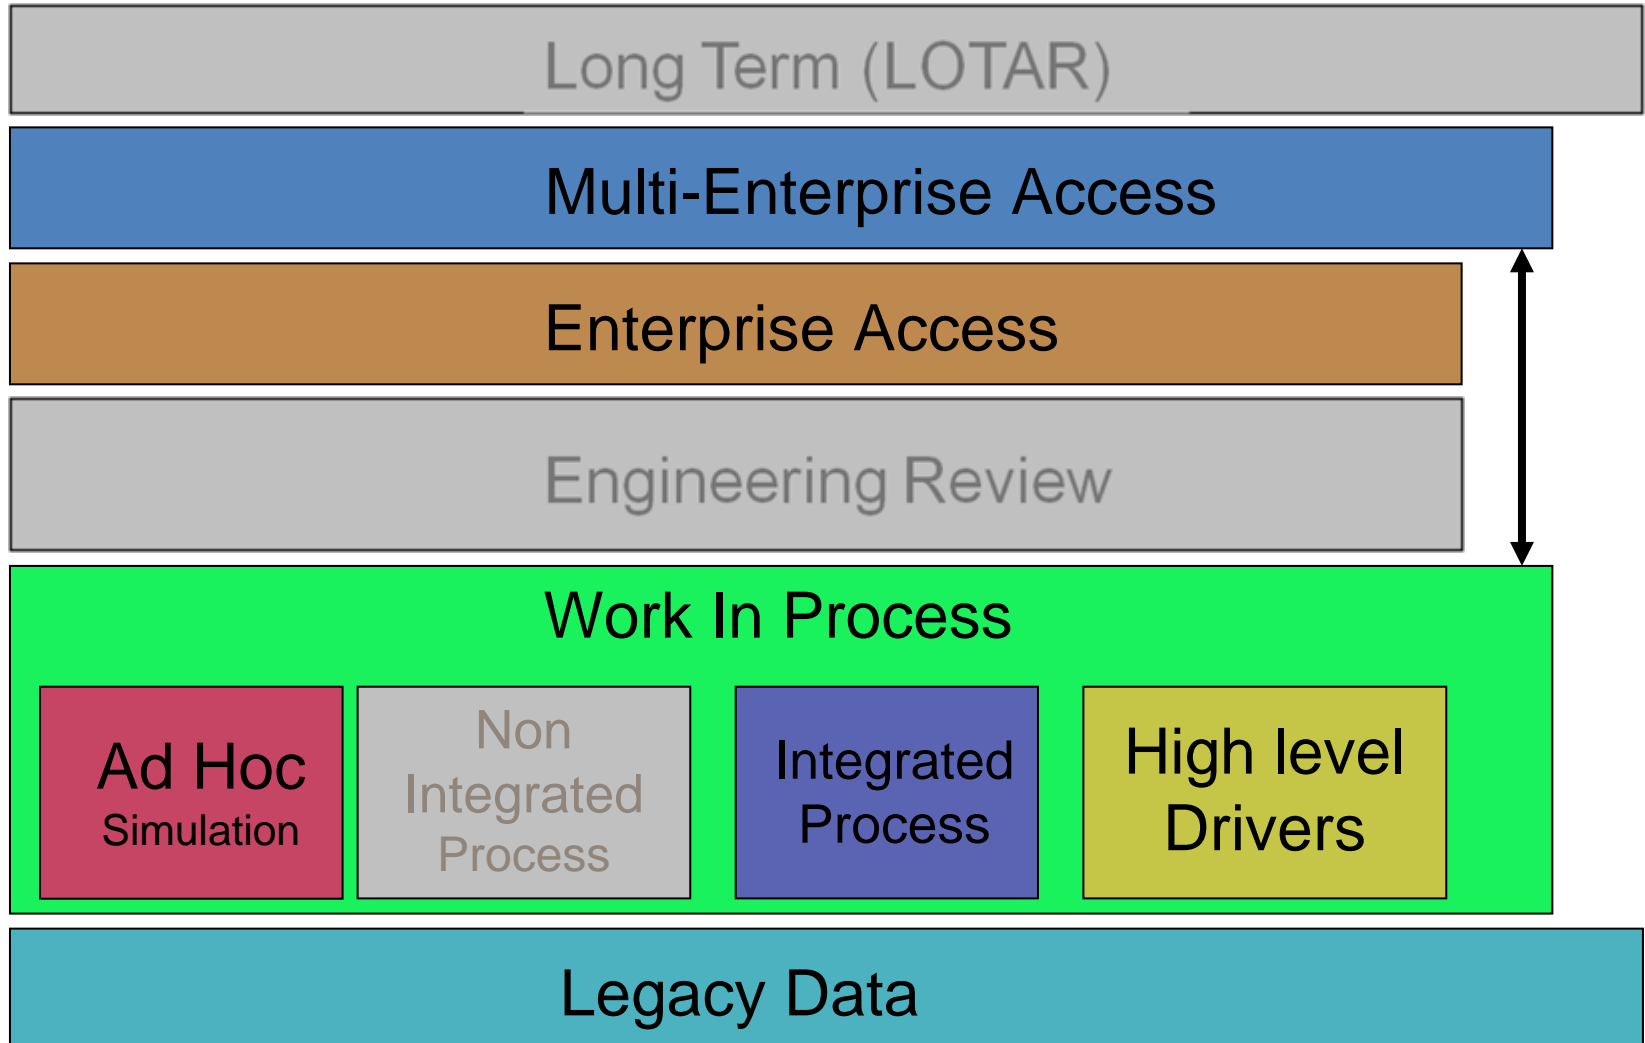 Long Term (LOTAR)
Multi-Enterprise Access
Enterprise Access
Engineering Review
Work In Process
Ad Hoc
Simulation
Non
Integrated
Process
Integrated
Process
High level
Drivers
Legacy Data